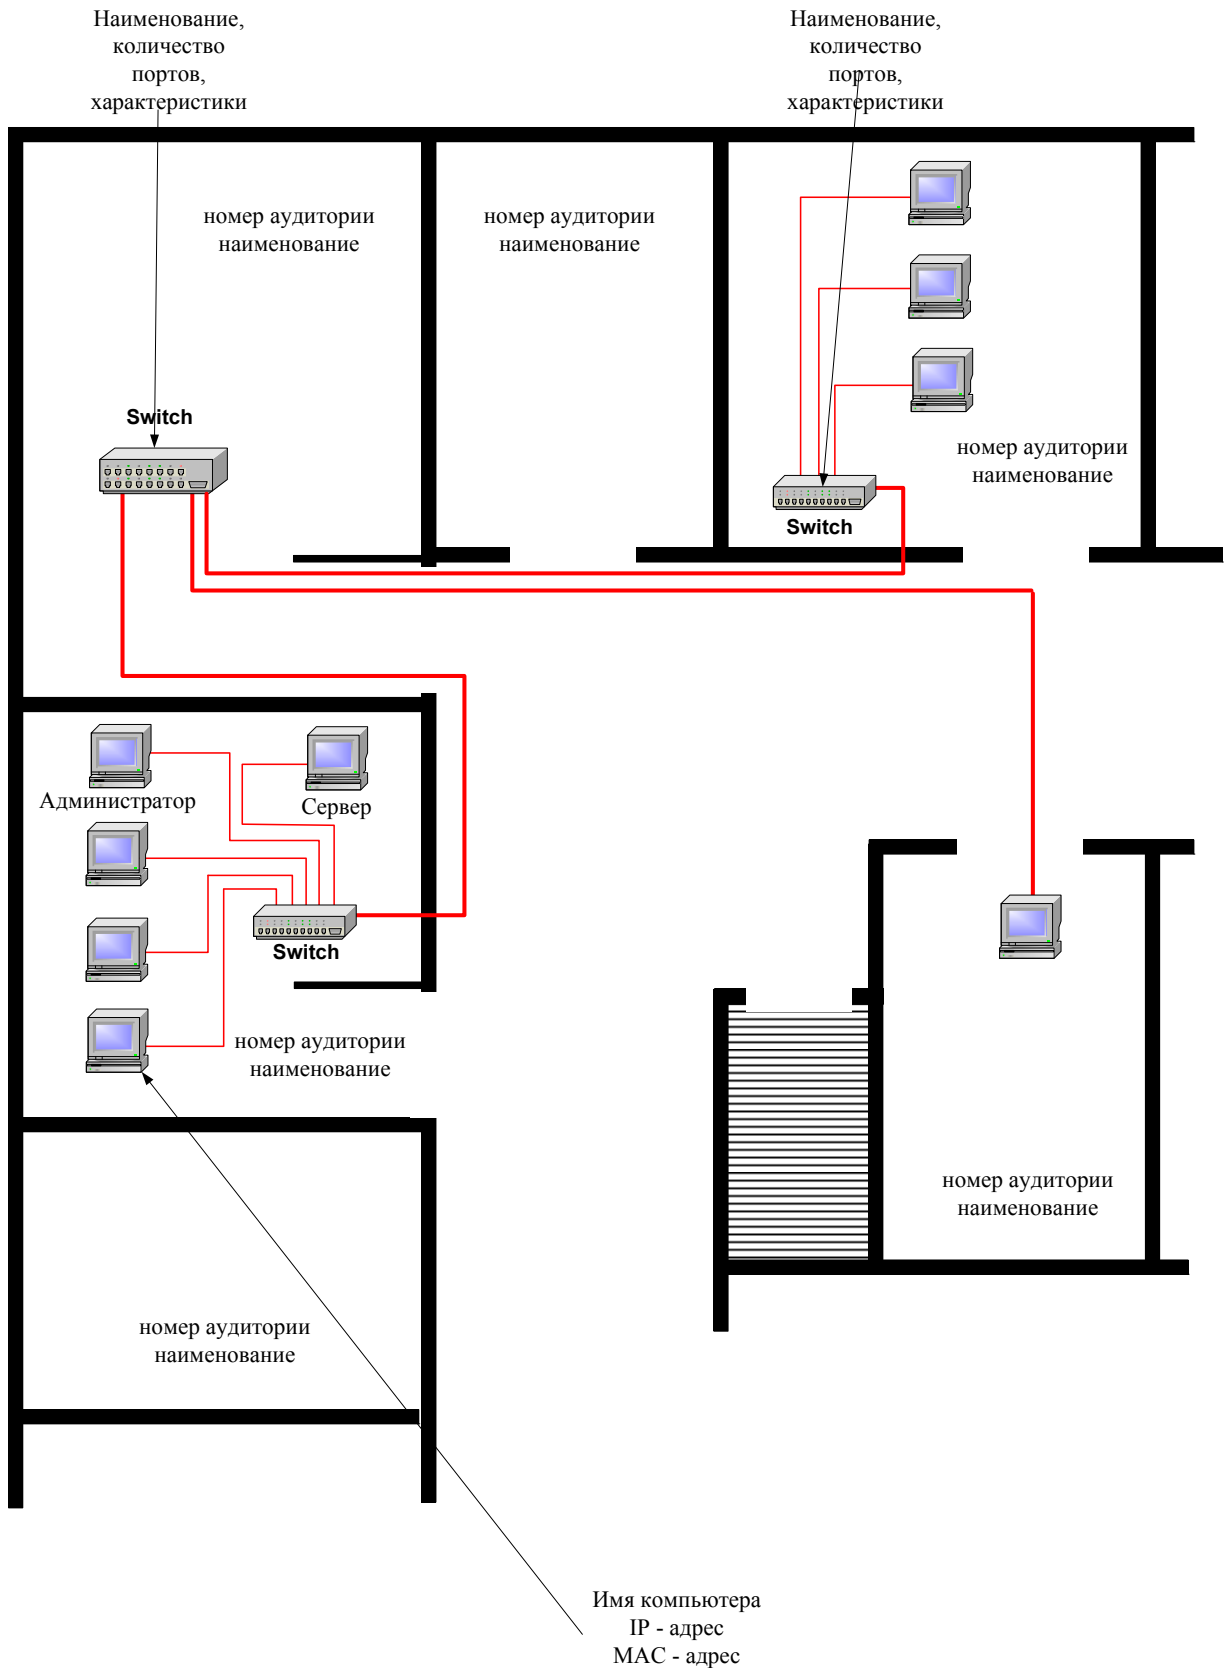 Наименование,
количество
портов,
характеристики
Наименование,
количество
портов,
характеристики
номер аудитории
наименование
номер аудитории
наименование
Switch
номер аудитории
наименование
Switch
Администратор
Сервер
Switch
номер аудитории
наименование
номер аудитории
наименование
номер аудитории
наименование
Имя компьютера
IP - адрес
MAC - адрес